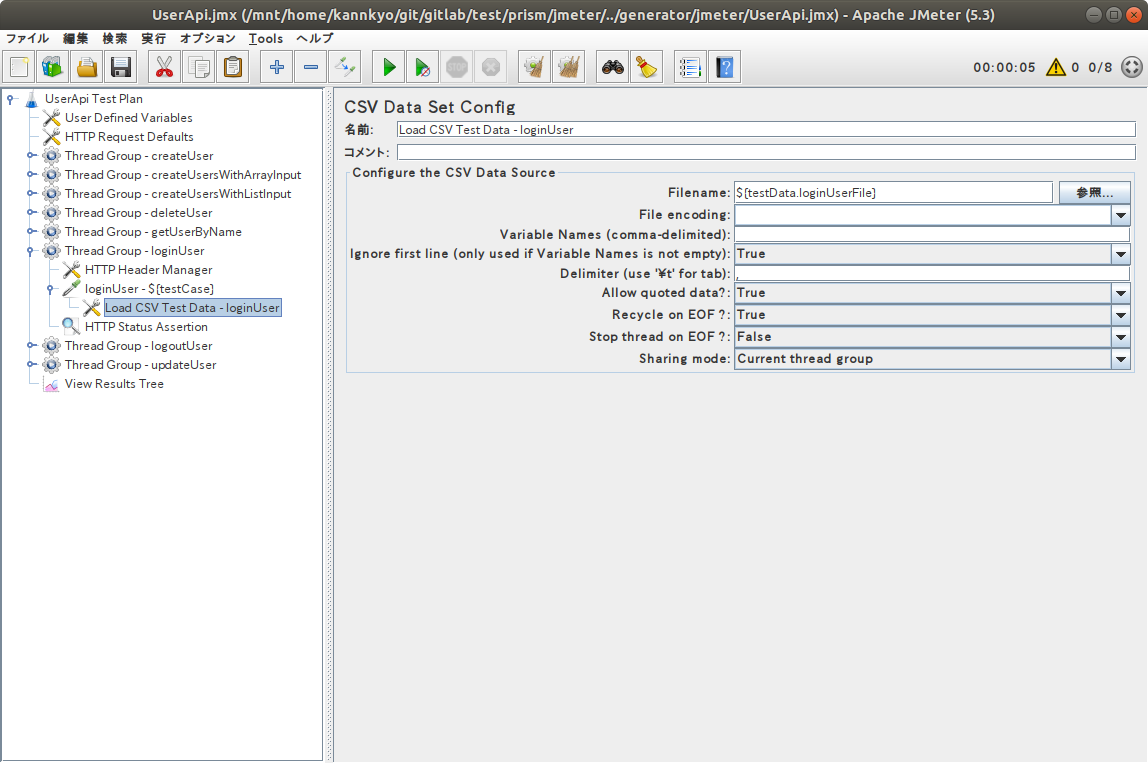 UserApi.jmx (/mnt/home/kannkyo/git/gitlab/test/prism/jmeter/../generator/jmeter/UserApi.jmx) - Apache JMeter (5.3)
ファイル 編集 検索 実行 オプション Tools ヘルプ
STOP
00:00:05 0 0/8
UserApi Test Plan
User Defined Variables
HTTP Request Defaults
Thread Group - createUser
Thread Group - createUsersWithArrayInput
Thread Group - createUsersWithListInput
Thread Group - deleteUser
Thread Group - getUserByName
Thread Group - loginUser
HTTP Header Manager
loginUser - ${testCase}
Load CSV Test Data - loginUser
HTTP Status Assertion
Thread Group - logoutUser
Thread Group - updateUser
View Results Tree
CSV Data Set Config
名前: Load CSV Test Data - loginUser
コメント:
Configure the CSV Data Source
Filename: ${testData.loginUserFile} 参照...
File encoding:
Variable Names (comma-delimited):
Ignore first line (only used if Variable Names is not empty): True
Delimiter (use '¥t' for tab): ,
Allow quoted data?: True
Recycle on EOF ?: True
Stop thread on EOF ?: False
Sharing mode: Current thread group